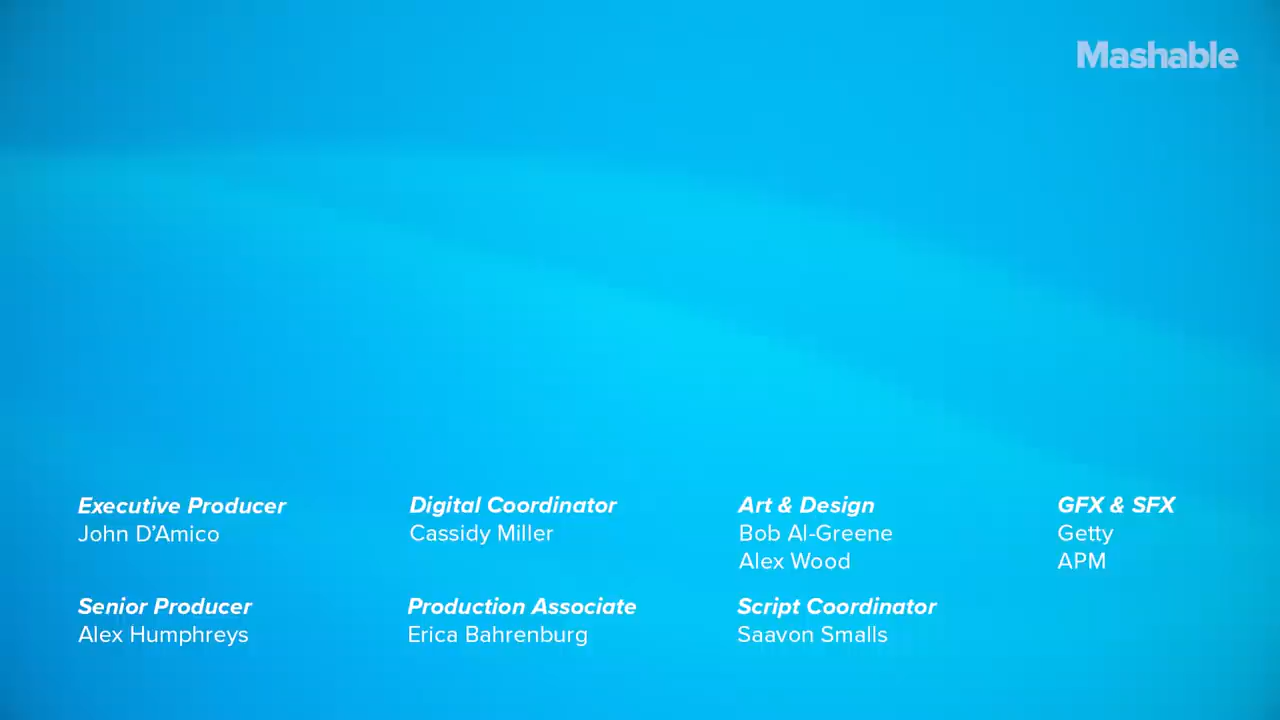 Mashable
Executive Producer
John D’Amico
Digital Coordinator
Cassidy Miller
Art & Design
Bob Al-Greene
Alex Wood
GFX & SFX
Getty
APM
Senior Producer
Alex Humphreys
Production Associate
Erica Bahrenburg
Script Coordinator
Saavon Smalls